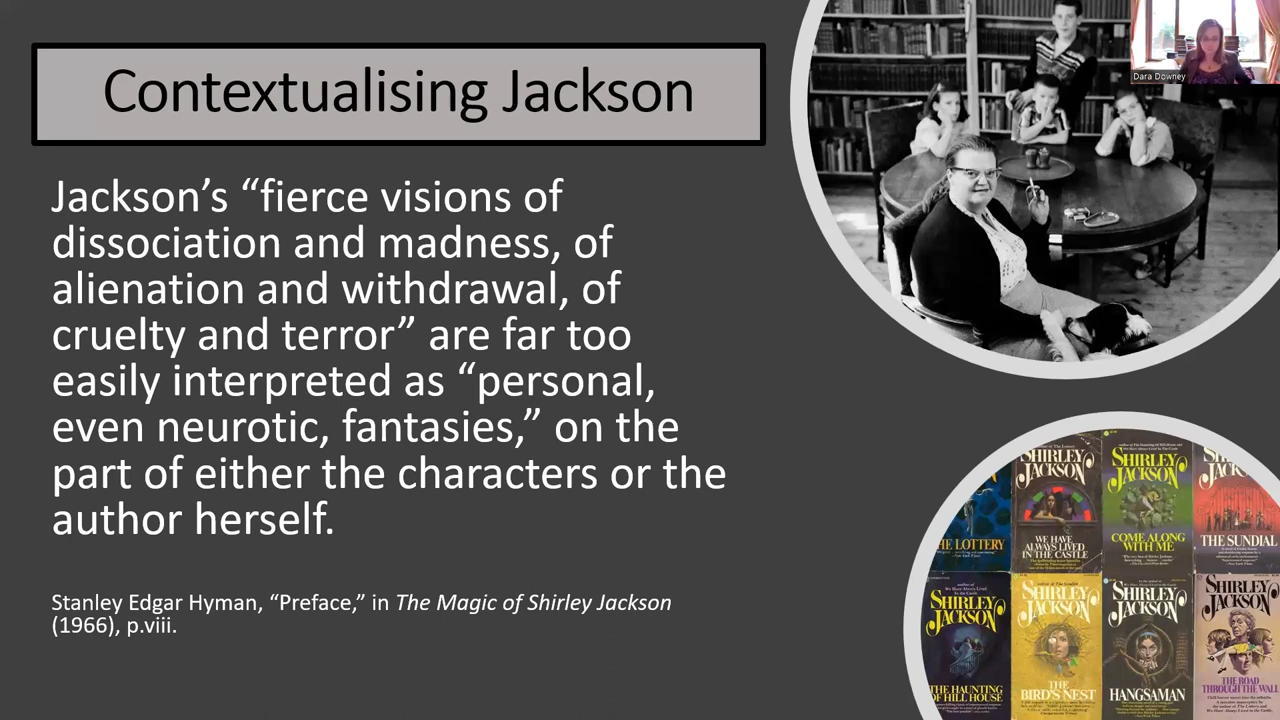 Contextualising Jackson
Jackson’s “fierce visions of
dissociation and madness, of
alienation and withdrawal, of
cruelty and terror” are far too
easily interpreted as “personal,
even neurotic, fantasies,” on the
part of either the characters or the
author herself.
Stanley Edgar Hyman, “Preface,” in The Magic of Shirley Jackson
(1966), p.viii.
Dara Downey
HE LOTTERY
SHIRLEY
JACKSON
WE HAVE
ALWAYS LIVED
IN THE CASTLE
SHIRLEY
JACKSON
COME ALONG
WITH ME
THE SUNDIAL
SHIRLEY
JACKSON
THE HAUNTING
OF HILL HOUSE
SHIRLEY
JACKSON
THE
BIRD'S NEST
SHIRLEY
JACKSON
HANGSAMAN
SHIRLEY
JACKSON
THE ROAD
THROUGH THE WALL